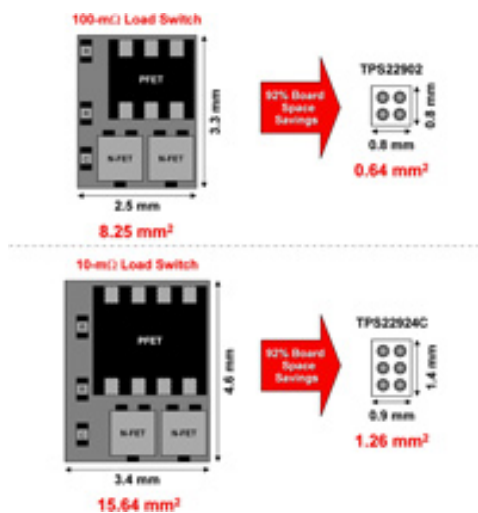 100-mΩ Load Switch
PFET
N-FET
N-FET
3.3 mm
2.5 mm
8.25 mm²
92% Board
Space
Savings
TPS22902
0.8 mm
0.8 mm
0.64 mm²
10-mΩ Load Switch
PFET
N-FET
N-FET
4.6 mm
3.4 mm
15.64 mm²
92% Board
Space
Savings
TPS22924C
1.4 mm
0.9 mm
1.26 mm²